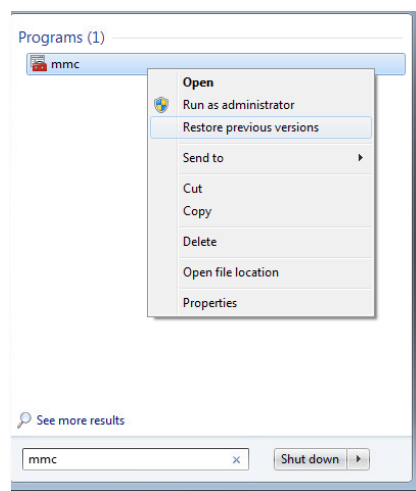 Programs (1)
mmc
Open
Run as administrator
Restore previous versions
Send to
Cut
Copy
Delete
Open file location
Properties
See more results
mmc
Shut down